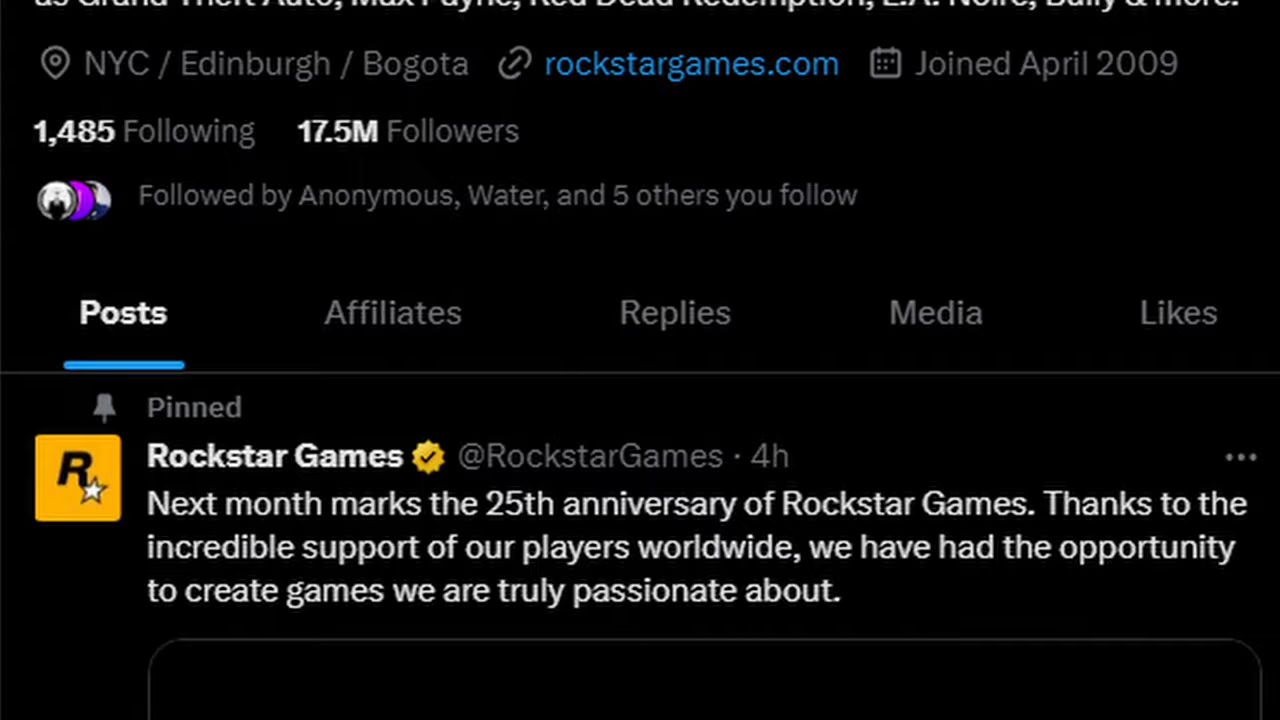 as Grand Theft Auto, Max Payne, Red Dead Redemption, L.A. Noire, Bully & more.
NYC / Edinburgh / Bogota rockstargames.com Joined April 2009
1,485 Following 17.5M Followers
Followed by Anonymous, Water, and 5 others you follow
Posts Affiliates Replies Media Likes
Pinned
Rockstar Games @RockstarGames · 4h
Next month marks the 25th anniversary of Rockstar Games. Thanks to the
incredible support of our players worldwide, we have had the opportunity
to create games we are truly passionate about.